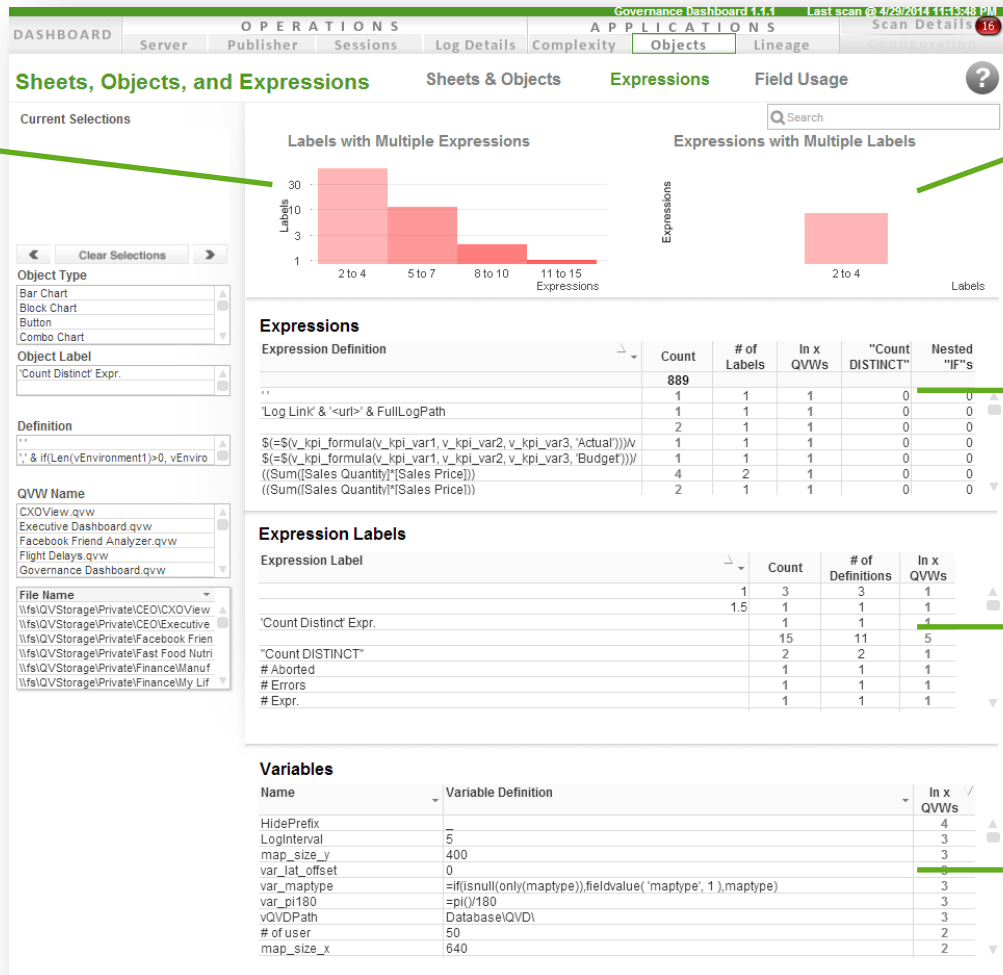 Governance Dashboard 1.1.1 Last scan @ 4/29/2014 11:13:48 PM
DASHBOARD OPERATIONS APPLICATIONS Scan Details 16
Server Publisher Sessions Log Details Complexity Objects Lineage Configuration
Sheets, Objects, and Expressions Sheets & Objects Expressions Field Usage ?
Current Selections
Search
Labels with Multiple Expressions
Labels
30
10
3
1
2 to 4 5 to 7 8 to 10 11 to 15
Expressions
Expressions with Multiple Labels
Expressions
2 to 4
Labels
Clear Selections
Object Type
Bar Chart
Block Chart
Button
Combo Chart
Object Label
'Count Distinct' Expr.
Definition
' '
',' & if(Len(vEnvironment1)>0, vEnviro
QVW Name
CXOView.qvw
Executive Dashboard.qvw
Facebook Friend Analyzer.qvw
Flight Delays.qvw
Governance Dashboard.qvw
File Name
\\fs\QVStorage\Private\CEO\CXOView
\\fs\QVStorage\Private\CEO\Executive
\\fs\QVStorage\Private\Facebook Frien
\\fs\QVStorage\Private\Fast Food Nutri
\\fs\QVStorage\Private\Finance\Manuf
\\fs\QVStorage\Private\Finance\My Lif
Expressions
Expression Definition Count # of Labels In x QVWs "Count DISTINCT" Nested "IF"s
889
' ' 1 1 1 0 0
'Log Link' & '<url>' & FullLogPath 1 1 1 0 0
2 1 1 0 0
$(=$(v_kpi_formula(v_kpi_var1, v_kpi_var2, v_kpi_var3, 'Actual')))/v 1 1 1 0 0
$(=$(v_kpi_formula(v_kpi_var1, v_kpi_var2, v_kpi_var3, 'Budget')))/ 1 1 1 0 0
((Sum([Sales Quantity]*[Sales Price])) 4 2 1 0 0
((Sum([Sales Quantity]*[Sales Price])) 2 1 1 0 0
Expression Labels
Expression Label Count # of Definitions In x QVWs
1 3 3 1
1.5 1 1 1
'Count Distinct' Expr. 1 1 1
15 11 5
"Count DISTINCT" 2 2 1
# Aborted 1 1 1
# Errors 1 1 1
# Expr. 1 1 1
Variables
Name Variable Definition In x QVWs
HidePrefix _ 4
LogInterval 5 3
map_size_y 400 3
var_lat_offset 0
var_maptype =if(isnull(only(maptype)),fieldvalue( 'maptype', 1 ),maptype) 3
var_pi180 =pi()/180 3
vQVDPath Database\QVD\ 3
# of user 50 2
map_size_x 640 2